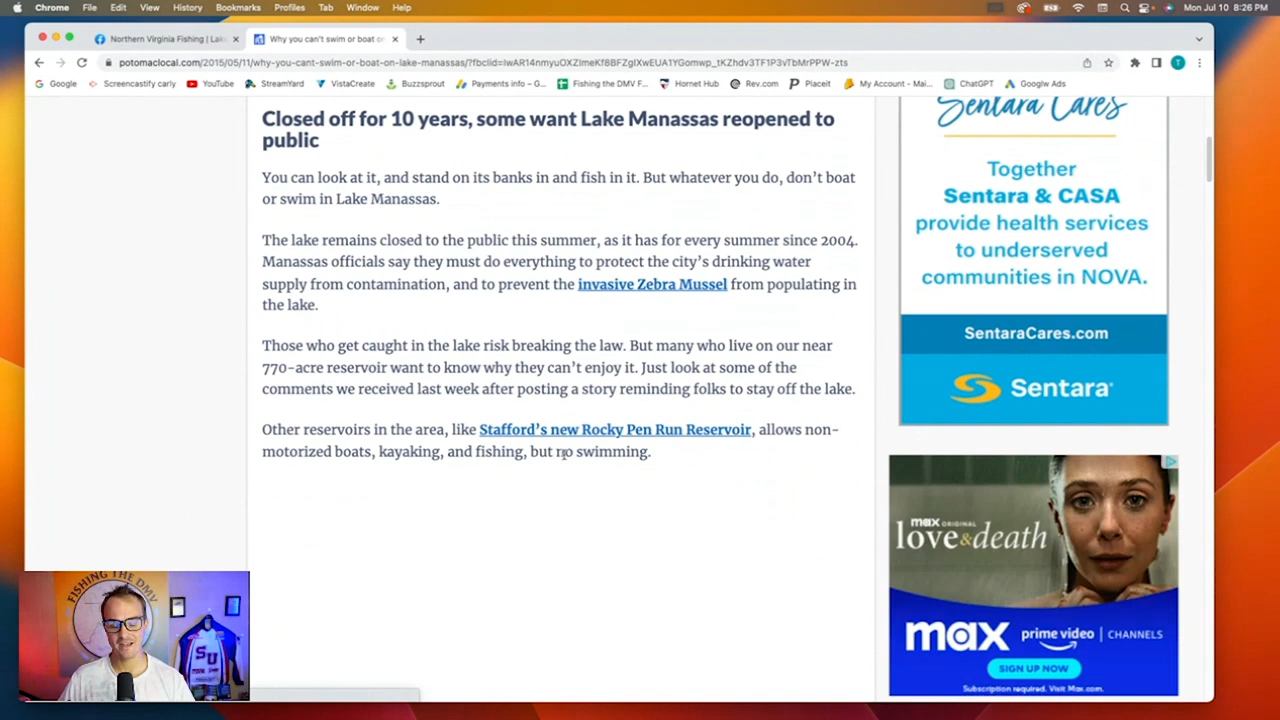 Chrome File Edit View History Bookmarks Profiles Tab Window Help
Mon Jul 10 8:26 PM
Northern Virginia Fishing | Lak
Why you can't swim or boat on
potomaclocal.com/2015/05/11/why-you-cant-swim-or-boat-on-lake-manassas/?fbclid=
Google Screencastify carly YouTube StreamYard VistaCreate Buzzsprout Payments info – G... Fishing the DMV F... Hornet Hub Rev.com Placeit My Account - Mai... ChatGPT Google Ads
Closed off for 10 years, some want Lake Manassas reopened to
public
You can look at it, and stand on its banks in and fish in it. But whatever you do, don't boat
or swim in Lake Manassas.
The lake remains closed to the public this summer, as it has for every summer since 2004.
Manassas officials say they must do everything to protect the city's drinking water
supply from contamination, and to prevent the invasive Zebra Mussel from populating in
the lake.
Those who get caught in the lake risk breaking the law. But many who live on our near
770-acre reservoir want to know why they can't enjoy it. Just look at some of the
comments we received last week after posting a story reminding folks to stay off the lake.
Other reservoirs in the area, like Stafford's new Rocky Pen Run Reservoir, allows non-
motorized boats, kayaking, and fishing, but no swimming.
Sentara Cares
Together
Sentara & CASA
provide health services
to underserved
communities in NOVA.
SentaraCares.com
Sentara
max ORIGINAL
love & death
max prime video | CHANNELS
SIGN UP NOW
Subscription required. Visit Max.com.
FISHING THE DMV
SU